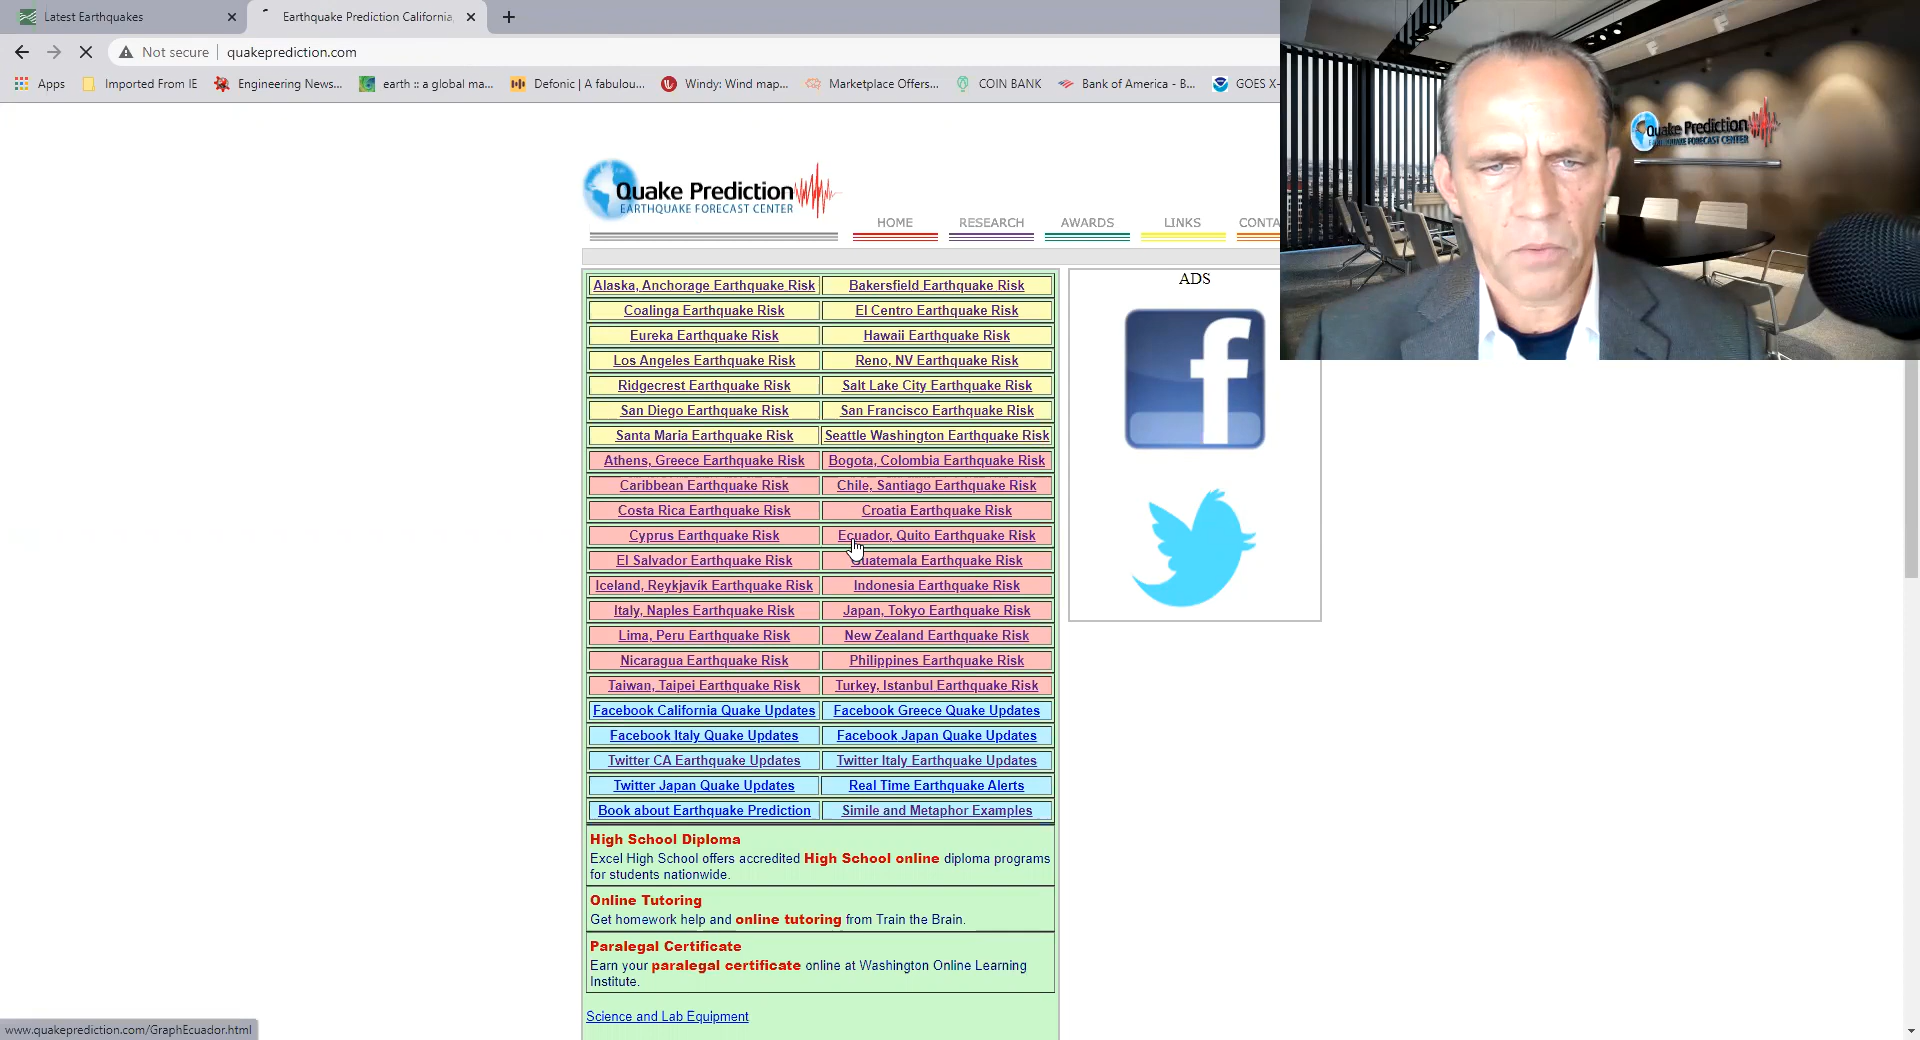 Latest Earthquakes
Earthquake Prediction California,
Not secure
quakeprediction.com
Apps
Imported From IE
Engineering News...
earth :: a global ma...
Defonic | A fabulou...
Windy: Wind map...
Marketplace Offers...
COIN BANK
Bank of America - B...
GOES X-
Quake Prediction
EARTHQUAKE FORECAST CENTER
Quake Prediction
EARTHQUAKE FORECAST CENTER
HOME
RESEARCH
AWARDS
LINKS
CONTA
Alaska, Anchorage Earthquake Risk
Bakersfield Earthquake Risk
Coalinga Earthquake Risk
El Centro Earthquake Risk
Eureka Earthquake Risk
Hawaii Earthquake Risk
Los Angeles Earthquake Risk
Reno, NV Earthquake Risk
Ridgecrest Earthquake Risk
Salt Lake City Earthquake Risk
San Diego Earthquake Risk
San Francisco Earthquake Risk
Santa Maria Earthquake Risk
Seattle Washington Earthquake Risk
Athens, Greece Earthquake Risk
Bogota, Colombia Earthquake Risk
Caribbean Earthquake Risk
Chile, Santiago Earthquake Risk
Costa Rica Earthquake Risk
Croatia Earthquake Risk
Cyprus Earthquake Risk
Ecuador, Quito Earthquake Risk
El Salvador Earthquake Risk
Guatemala Earthquake Risk
Iceland, Reykjavík Earthquake Risk
Indonesia Earthquake Risk
Italy, Naples Earthquake Risk
Japan, Tokyo Earthquake Risk
Lima, Peru Earthquake Risk
New Zealand Earthquake Risk
Nicaragua Earthquake Risk
Philippines Earthquake Risk
Taiwan, Taipei Earthquake Risk
Turkey, Istanbul Earthquake Risk
Facebook California Quake Updates
Facebook Greece Quake Updates
Facebook Italy Quake Updates
Facebook Japan Quake Updates
Twitter CA Earthquake Updates
Twitter Italy Earthquake Updates
Twitter Japan Quake Updates
Real Time Earthquake Alerts
Book about Earthquake Prediction
Simile and Metaphor Examples
ADS
High School Diploma
Excel High School offers accredited High School online diploma programs
for students nationwide.
Online Tutoring
Get homework help and online tutoring from Train the Brain.
Paralegal Certificate
Earn your paralegal certificate online at Washington Online Learning
Institute.
Science and Lab Equipment
www.quakeprediction.com/GraphEcuador.html